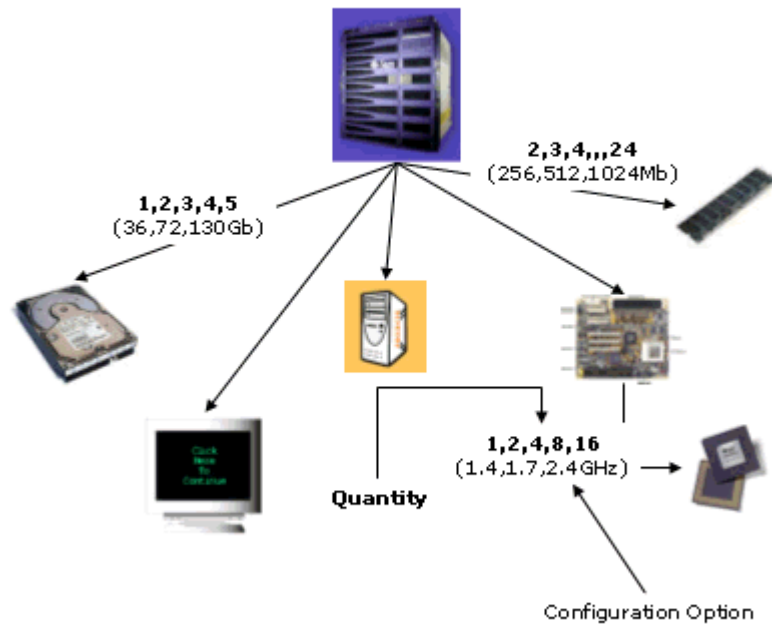 2,3,4,,,24
(256,512,1024Mb)
1,2,3,4,5
(36,72,130Gb)
Click
Here
To
Continue
1,2,4,8,16
(1.4,1.7,2.4GHz)
Quantity
Configuration Option